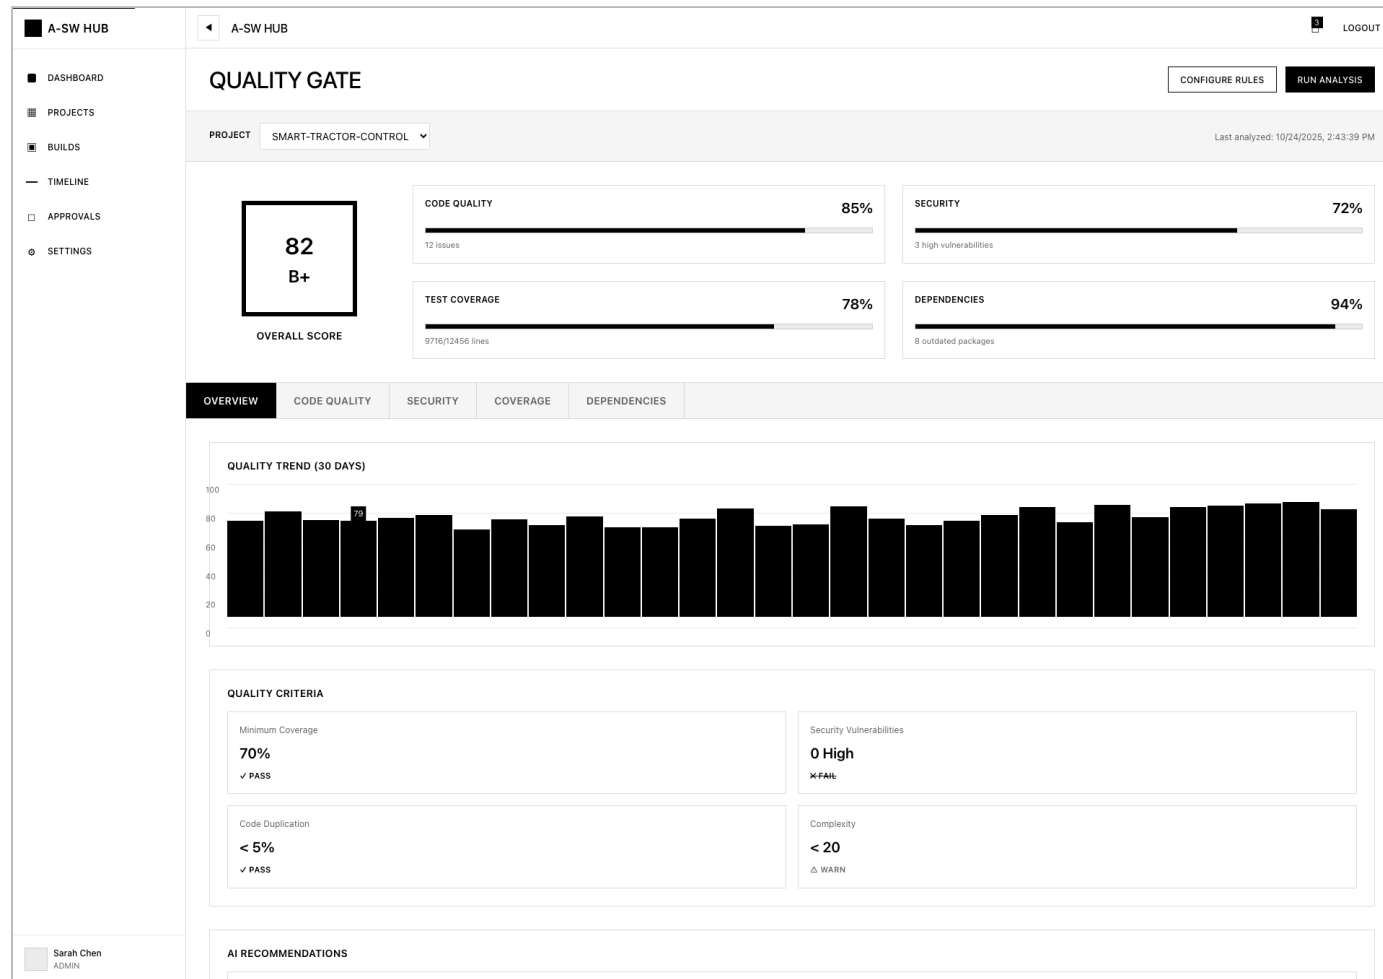 A-SW HUB
DASHBOARD
PROJECTS
BUILDS
TIMELINE
APPROVALS
SETTINGS
Sarah Chen
ADMIN
A-SW HUB
3
LOGOUT
QUALITY GATE
CONFIGURE RULES
RUN ANALYSIS
PROJECT
SMART-TRACTOR-CONTROL
Last analyzed: 10/24/2025, 2:43:39 PM
82
B+
OVERALL SCORE
CODE QUALITY
85%
12 issues
SECURITY
72%
3 high vulnerabilities
TEST COVERAGE
78%
9716/12456 lines
DEPENDENCIES
94%
8 outdated packages
OVERVIEW
CODE QUALITY
SECURITY
COVERAGE
DEPENDENCIES
QUALITY TREND (30 DAYS)
100
80
60
40
20
0
79
QUALITY CRITERIA
Minimum Coverage
70%
✓ PASS
Security Vulnerabilities
0 High
✕ FAIL
Code Duplication
< 5%
✓ PASS
Complexity
< 20
⚠ WARN
AI RECOMMENDATIONS